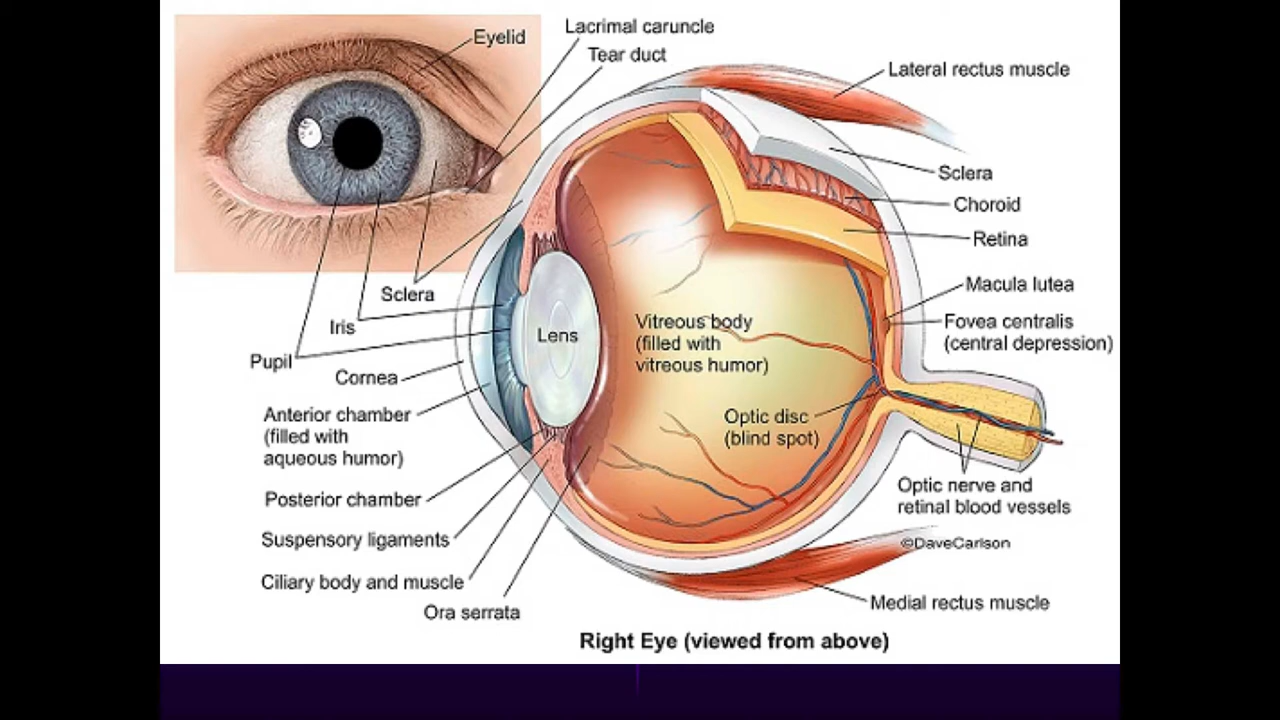 Eyelid
Lacrimal caruncle
Tear duct
Lateral rectus muscle
Sclera
Choroid
Retina
Macula lutea
Fovea centralis
(central depression)
Sclera
Iris
Pupil
Cornea
Anterior chamber
(filled with
aqueous humor)
Posterior chamber
Suspensory ligaments
Ciliary body and muscle
Ora serrata
Lens
Vitreous body
(filled with
vitreous humor)
Optic disc
(blind spot)
Optic nerve and
retinal blood vessels
©DaveCarlson
Medial rectus muscle
Right Eye (viewed from above)